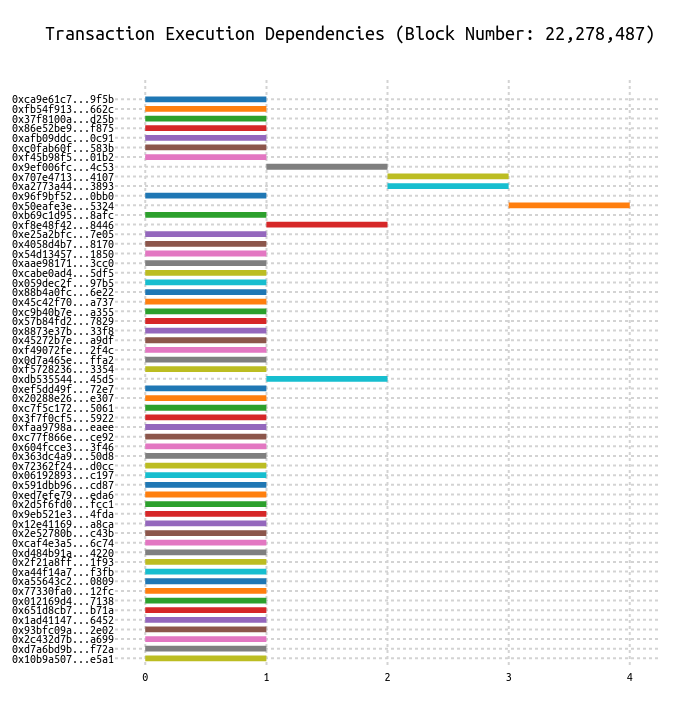 Transaction Execution Dependencies (Block Number: 22,278,487)
0xca9e61c7...9f5b
0xfb54f913...662c
0x37f8100a...d25b
0x86e52be9...f875
0xafb09ddc...0c91
0xc0fab60f...583b
0xf45b98f5...01b2
0x9ef006fc...4c53
0x707e4713...4107
0xa2773a44...3893
0x96f9bf52...0bb0
0x50eafe3e...5324
0xb69c1d95...8afc
0xf8e48f42...8446
0xe25a2bfc...7e05
0x4058d4b7...8170
0x54d13457...1850
0xaae98171...3cc0
0xcabe0ad4...5df5
0x059dec2f...97b5
0x88b4a0fc...6e22
0x45c42f70...a737
0xc9b40b7e...a355
0x57b84fd2...7829
0x8873e37b...33f8
0x45272b7e...a9df
0xf49072fe...2f4c
0x0d7a465e...ffa2
0xf5728236...3354
0xdb535544...45d5
0xef5dd49f...72e7
0x20288e26...e307
0xc7f5c172...5061
0x3f7f0cf5...5922
0xfaa9798a...eaee
0xc77f866e...ce92
0x604fcce3...3f46
0x363dc4a9...50d8
0x72362f24...d0cc
0x06192893...c197
0x591dbb96...cd87
0xed7efe79...eda6
0x2d5f6fd0...fcc1
0x9eb521e3...4fda
0x12e41169...a8ca
0x2e52780b...c43b
0xcaf4e3a5...6c74
0xd484b91a...4220
0x2f21a8ff...1f93
0xa44f14a7...f3fb
0xa55643c2...0809
0x77330fa0...12fc
0x012169d4...7138
0x651d8cb7...b71a
0x1ad41147...6452
0x93bfc09a...2e02
0x2c432d7b...a699
0xd7a6bd9b...f72a
0x10b9a507...e5a1
0 1 2 3 4